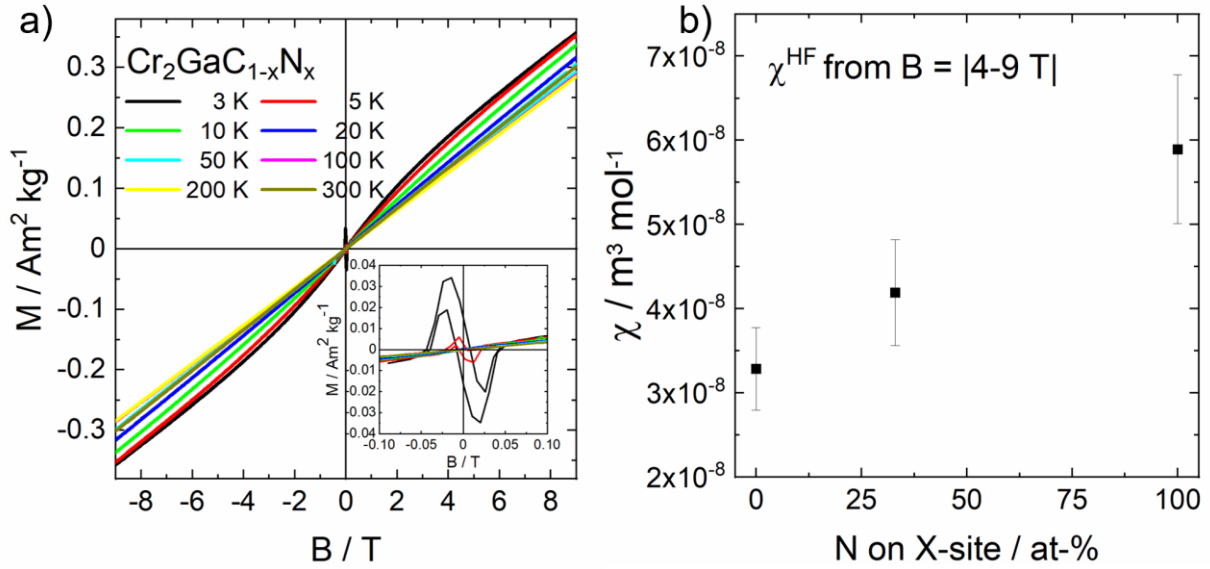 a)
Cr₂GaC₁₋ₓNₓ
3 K 5 K
10 K 20 K
50 K 100 K
200 K 300 K
M / Am² kg⁻¹
0.3
0.2
0.1
0
-0.1
-0.2
-0.3
-8 -6 -4 -2 0 2 4 6 8
B / T
M / Am² kg⁻¹
0.04
0.03
0.02
0.01
0
-0.01
-0.02
-0.03
0.04
-0.10 -0.05 0 0.05 0.10
B / T
b)
χᴴᶠ from B = |4-9 T|
χ / m³ mol⁻¹
7x10⁻⁸
6x10⁻⁸
5x10⁻⁸
4x10⁻⁸
3x10⁻⁸
2x10⁻⁸
0 25 50 75 100
N on X-site / at-%